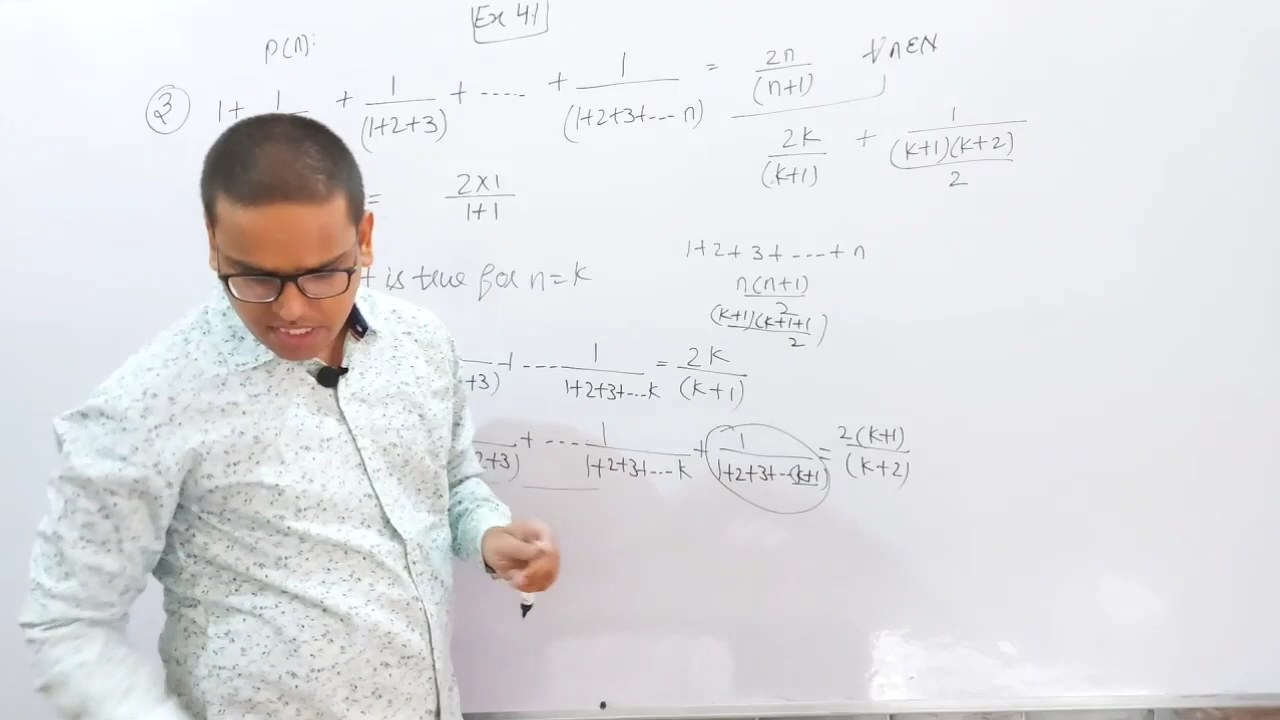 Ex 4.1
P(n):
③ 1 + 1 + 1/(1+2+3) + ..... + 1/(1+2+3+...n) = 2n/(n+1) ∀ n ∈ N
2k/(k+1) + 1/((k+1)(k+2)/2)
= 2×1/1+1
1+2+3+...+n
t is true for n=k
n(n+1)/2
(k+1)(k+1+1)/2
+3) + ... 1/1+2+3+...k = 2k/(k+1)
2+3) + ... 1/1+2+3+...k + 1/1+2+3+...(k+1) = 2(k+1)/(k+2)